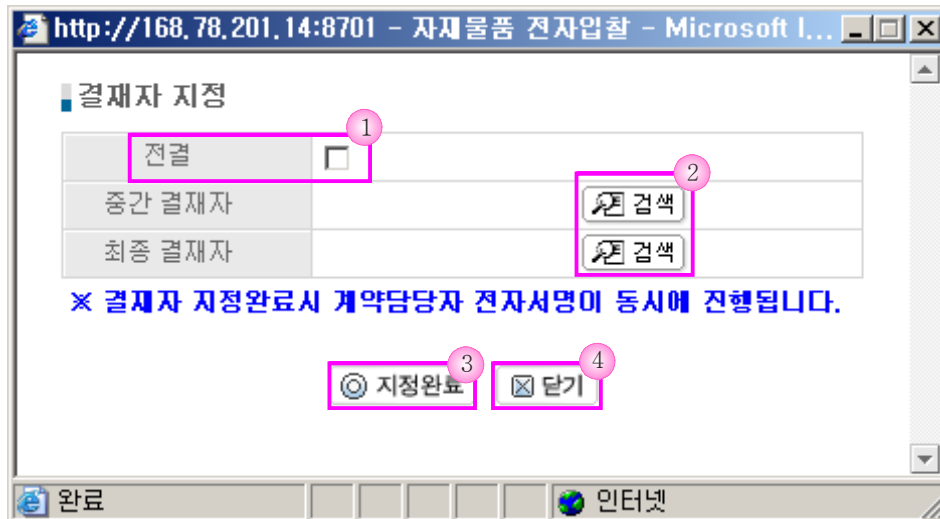 http://168.78.201.14:8701 - 자재물품 전자입찰 - Microsoft I...
결재자 지정
1
전결
2
중간 결재자 검색
최종 결재자 검색
※ 결재자 지정완료시 계약담당자 전자서명이 동시에 진행됩니다.
3 4
지정완료 닫기
완료 인터넷